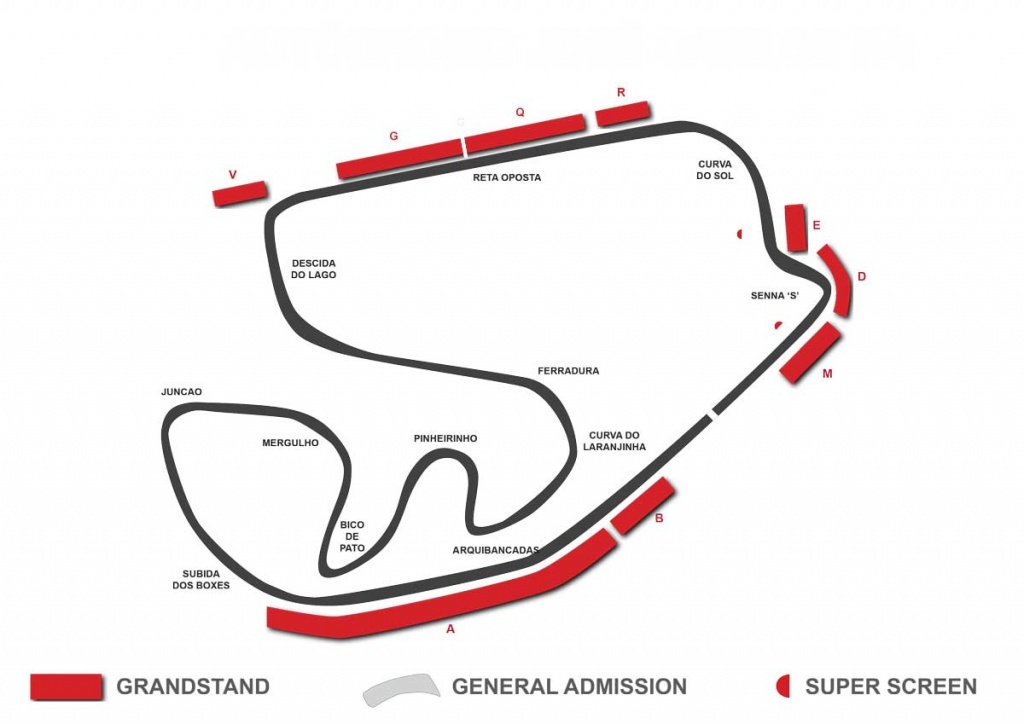 R
Q
G
V
CURVA
DO SOL
RETA OPOSTA
E
DESCIDA
DO LAGO
D
SENNA ‘S’
M
FERRADURA
JUNCAO
MERGULHO
PINHEIRINHO
CURVA DO
LARANJINHA
B
BICO
DE
PATO
ARQUIBANCADAS
SUBIDA
DOS BOXES
A
GRANDSTAND
GENERAL ADMISSION
SUPER SCREEN